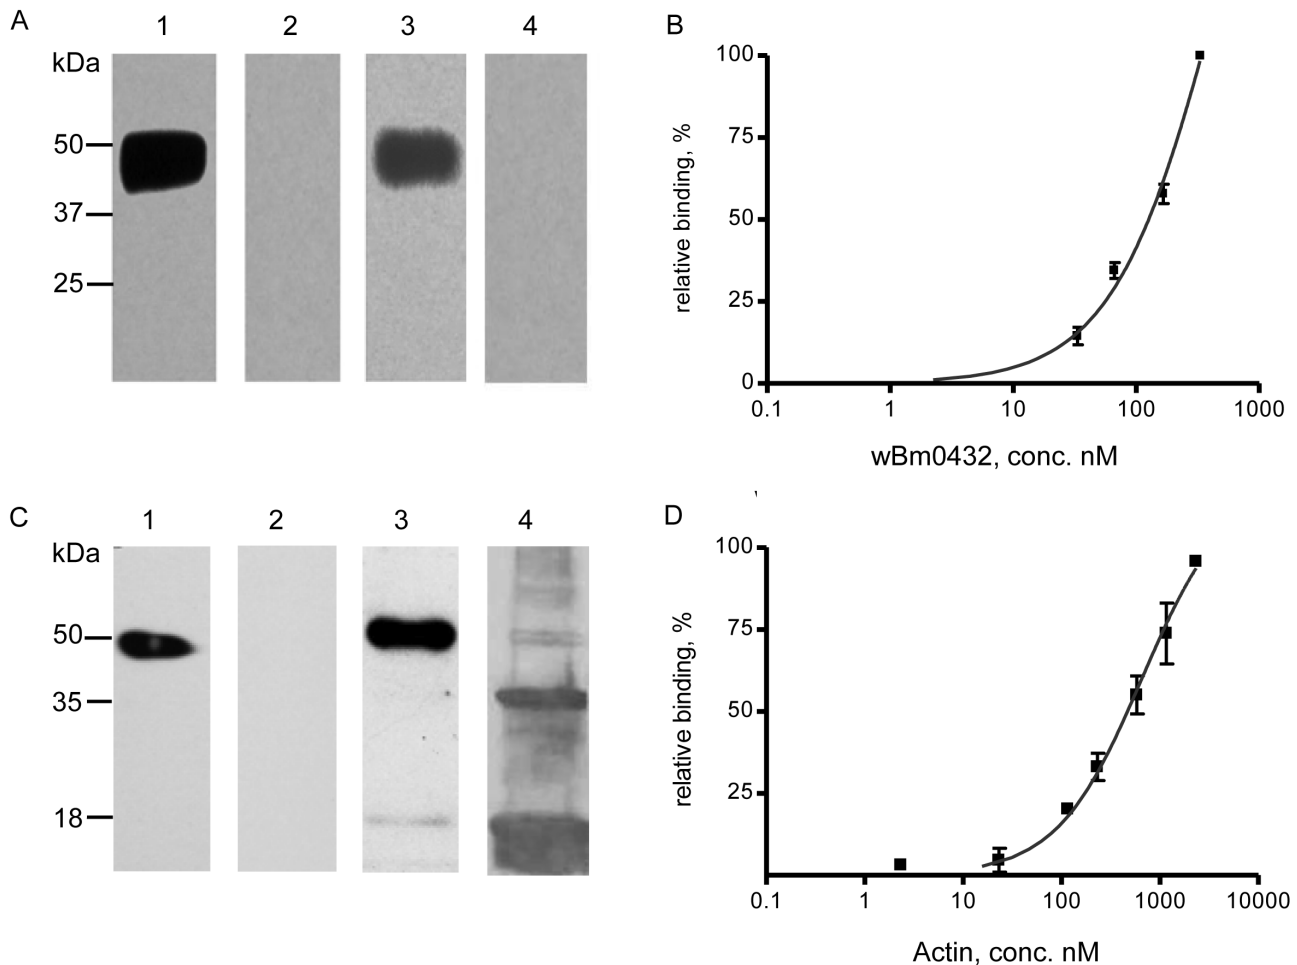 A
1 2 3 4
kDa
50
37
25
B
100
75
50
25
0
relative binding, %
0.1 1 10 100 1000
wBm0432, conc. nM
C
1 2 3 4
kDa
50
35
18
D
100
75
50
25
relative binding, %
0.1 1 10 100 1000 10000
Actin, conc. nM